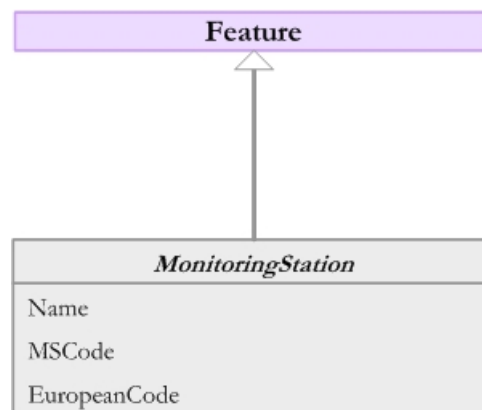 Feature
MonitoringStation
Name
MSCode
EuropeanCode